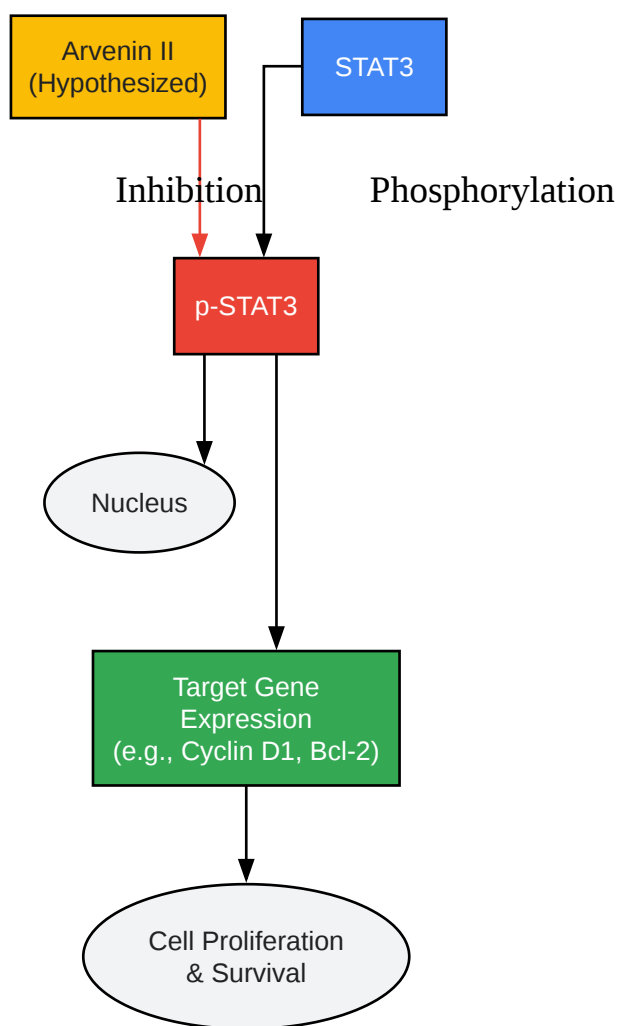 Arvenin II
(Hypothesized)
STAT3
Inhibition
Phosphorylation
p-STAT3
Nucleus
Target Gene
Expression
(e.g., Cyclin D1, Bcl-2)
Cell Proliferation
& Survival